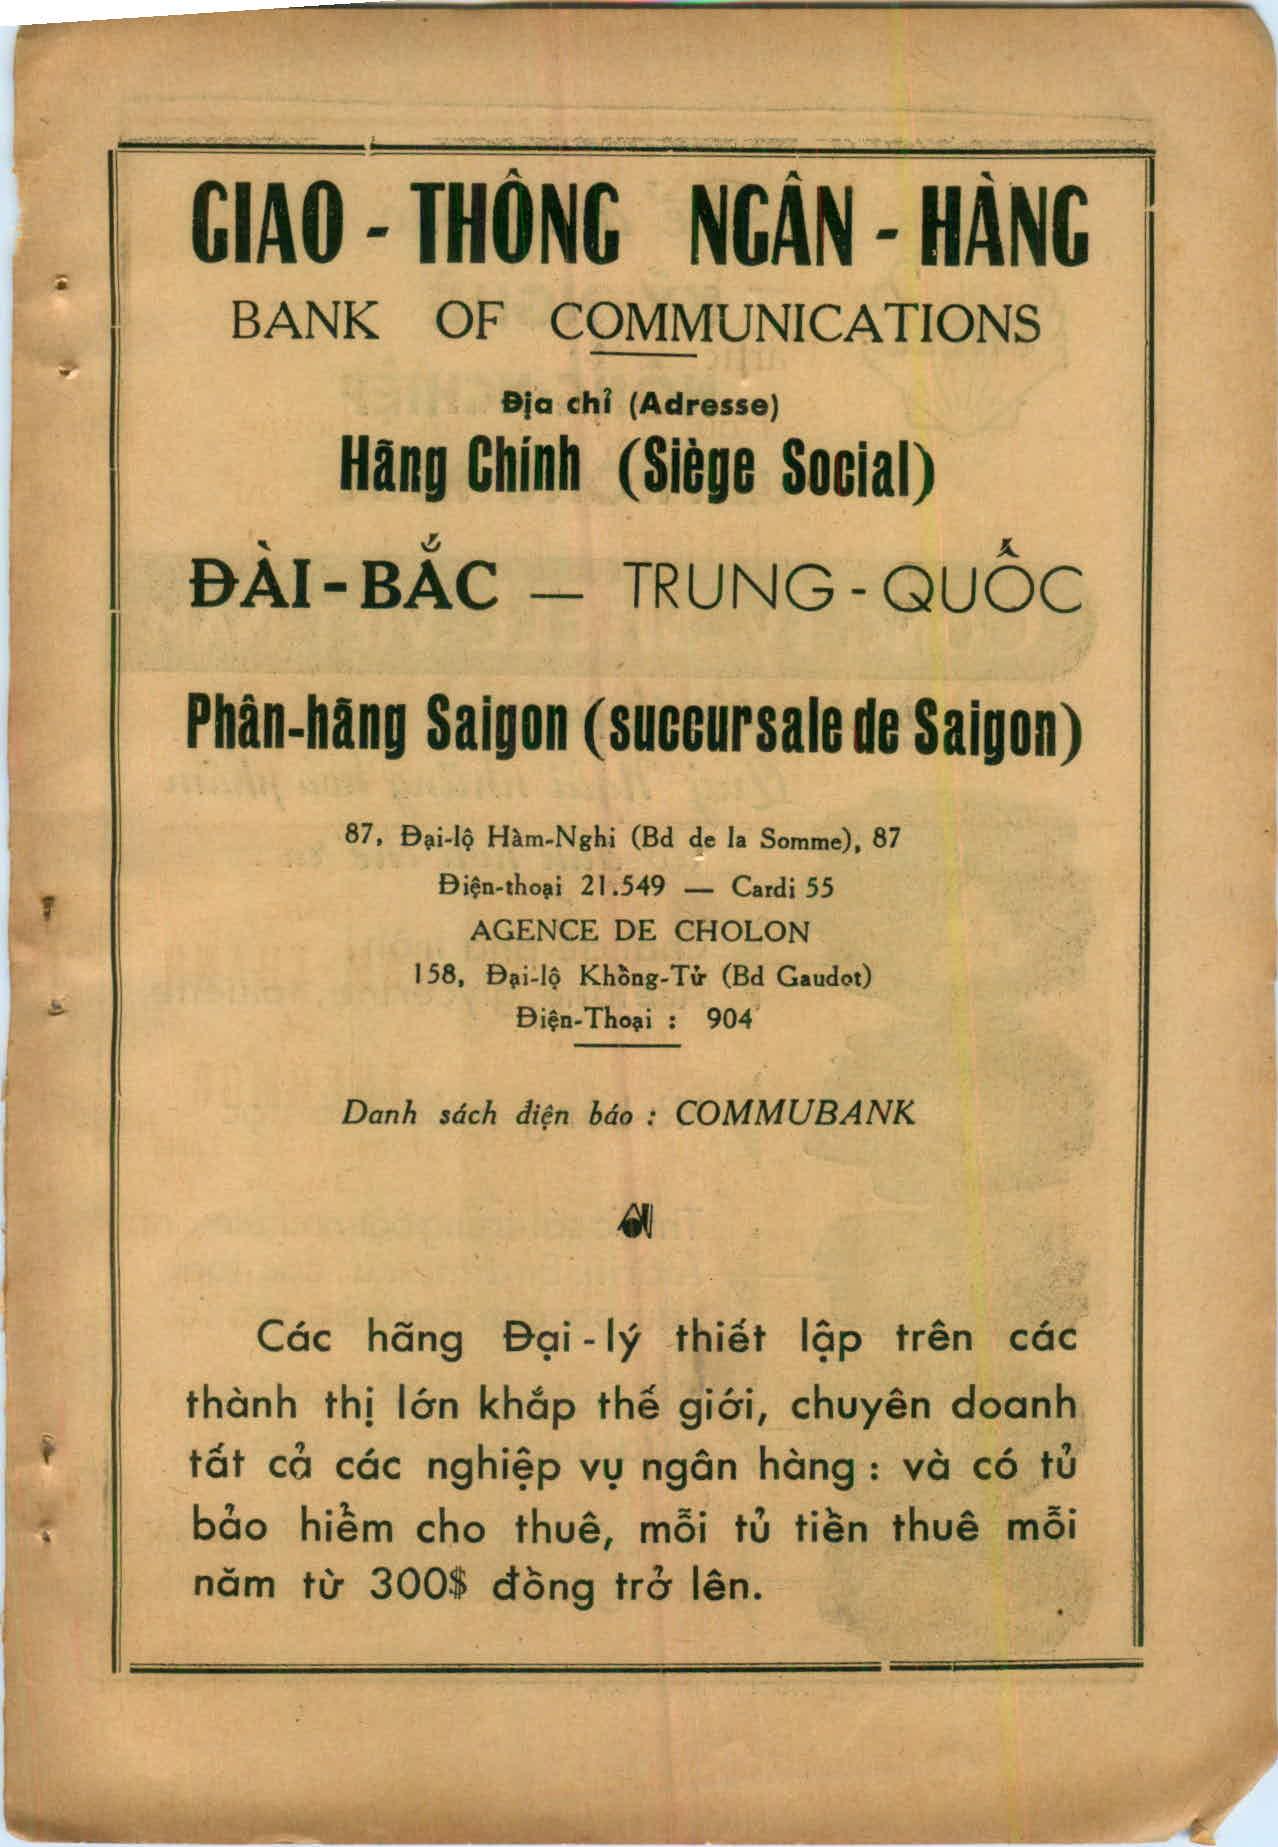 GIAO - THÔNG NGÂN - HÀNG
BANK OF COMMUNICATIONS
Địa chỉ (Adresse)
Hãng Chính (Siège Social)
ĐÀI - BẮC — TRUNG - QUỐC
Phân-hãng Saigon (succursale de Saigon)
87, Đại-lộ Hàm-Nghi (Bd de la Somme), 87
Điện-thoại 21.549 — Cardi 55
AGENCE DE CHOLON
158, Đại-lộ Khổng-Tử (Bd Gaudot)
Điện-Thoại : 904
Danh sách điện báo : COMMUBANK
Các hãng Đại - lý thiết lập trên các
thành thị lớn khắp thế giới, chuyên doanh
tất cả các nghiệp vụ ngân hàng : và có tủ
bảo hiểm cho thuê, mỗi tủ tiền thuê mỗi
năm từ 300$ đồng trở lên.